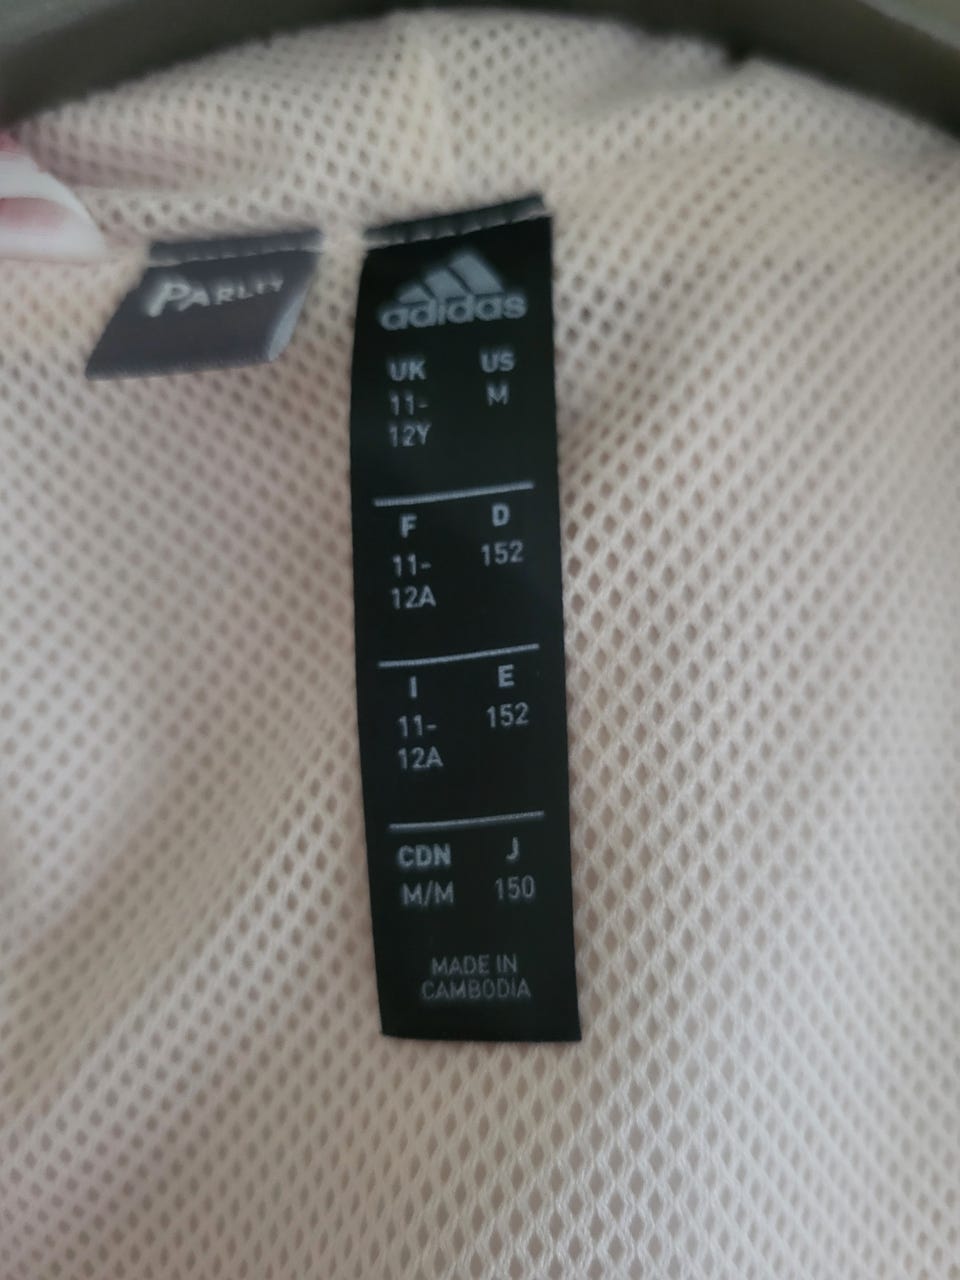 PARLEY
adidas
UK US
11- M
12Y
F D
11- 152
12A
I E
11- 152
12A
CDN J
M/M 150
MADE IN
CAMBODIA